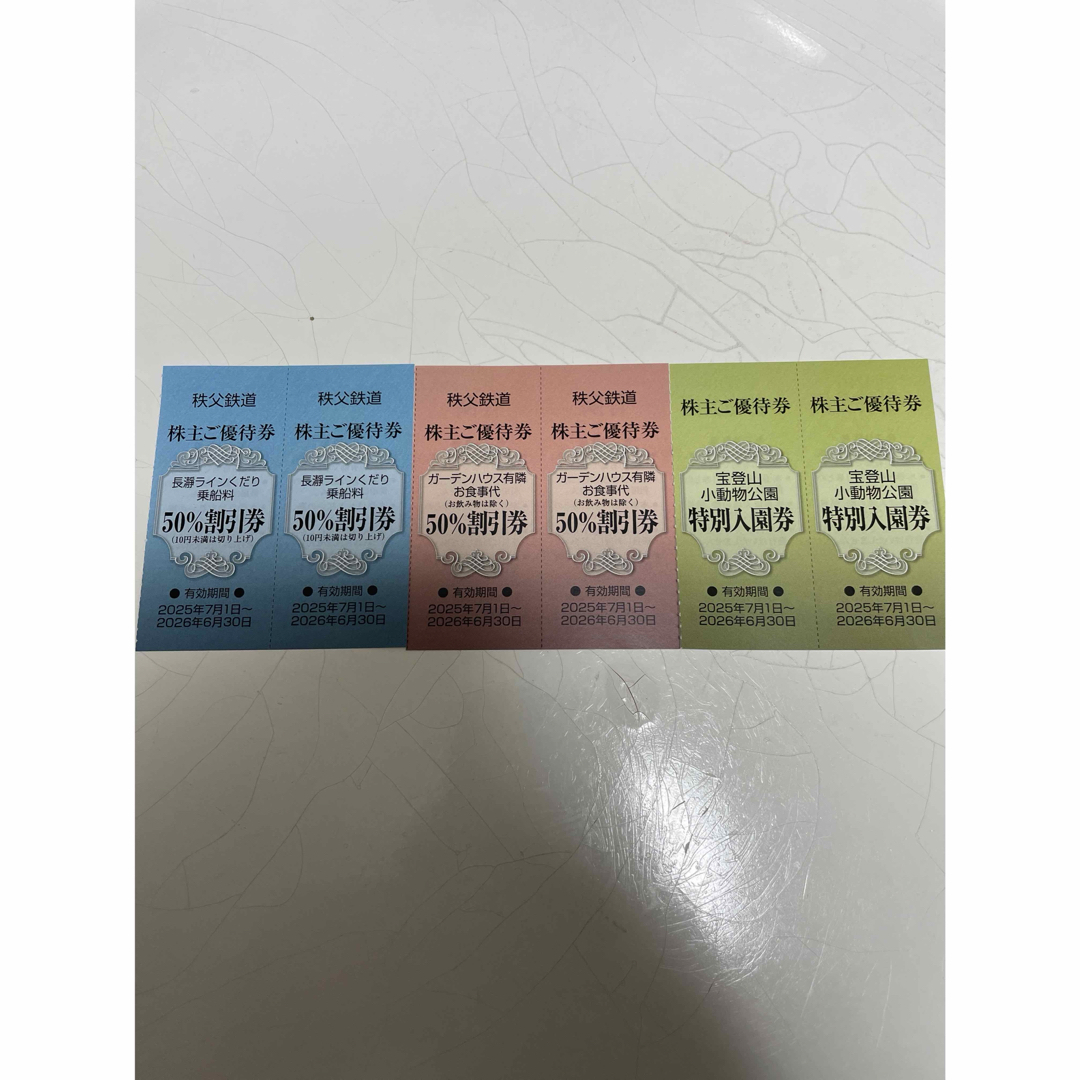 秩父鉄道
株主ご優待券
長瀞ラインくだり
乗船料
50%割引券
(10円未満は切り上げ)
● 有効期間 ●
2025年7月1日〜
2026年6月30日
秩父鉄道
株主ご優待券
長瀞ラインくだり
乗船料
50%割引券
(10円未満は切り上げ)
● 有効期間 ●
2025年7月1日〜
2026年6月30日
秩父鉄道
株主ご優待券
ガーデンハウス有隣
お食事代
(お飲み物は除く)
50%割引券
● 有効期間 ●
2025年7月1日〜
2026年6月30日
秩父鉄道
株主ご優待券
ガーデンハウス有隣
お食事代
(お飲み物は除く)
50%割引券
● 有効期間 ●
2025年7月1日〜
2026年6月30日
株主ご優待券
宝登山
小動物公園
特別入園券
● 有効期間 ●
2025年7月1日〜
2026年6月30日
株主ご優待券
宝登山
小動物公園
特別入園券
● 有効期間 ●
2025年7月1日〜
2026年6月30日